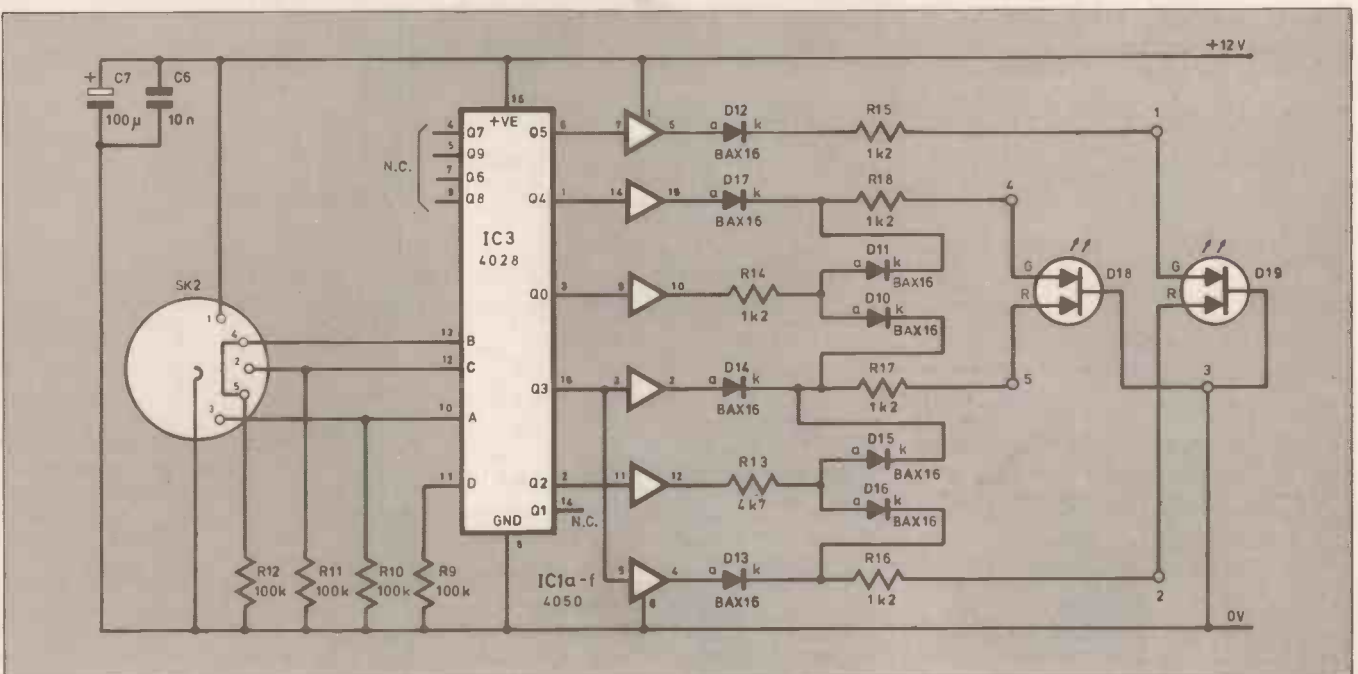 +12V
+ C7
100µ
C6
10n
16
+VE
4 Q7
5 Q9
7 Q6
9 Q8
N.C.
IC3
4028
Q5 6
Q4 1
Q0 3
Q3 15
Q2 2
Q1 14 N.C.
13 B
12 C
10 A
11 D
GND
8
SK2
1
4
2
5
3
R12
100k
R11
100k
R10
100k
R9
100k
1
7 5
14 15
9 10
3 2
11 12
5 4
8
IC1a-f
4050
D12
a k
BAX16
D17
a k
BAX16
D11
a k
BAX16
D10
k
BAX16
D14
a k
BAX16
D15
a k
BAX16
D16
a k
BAX16
D13
a k
BAX16
R15
1k2
R18
1k2
R14
1k2
R17
1k2
R13
4k7
R16
1k2
1
4
G
R
D18
5
G
R
D19
3
2
0V